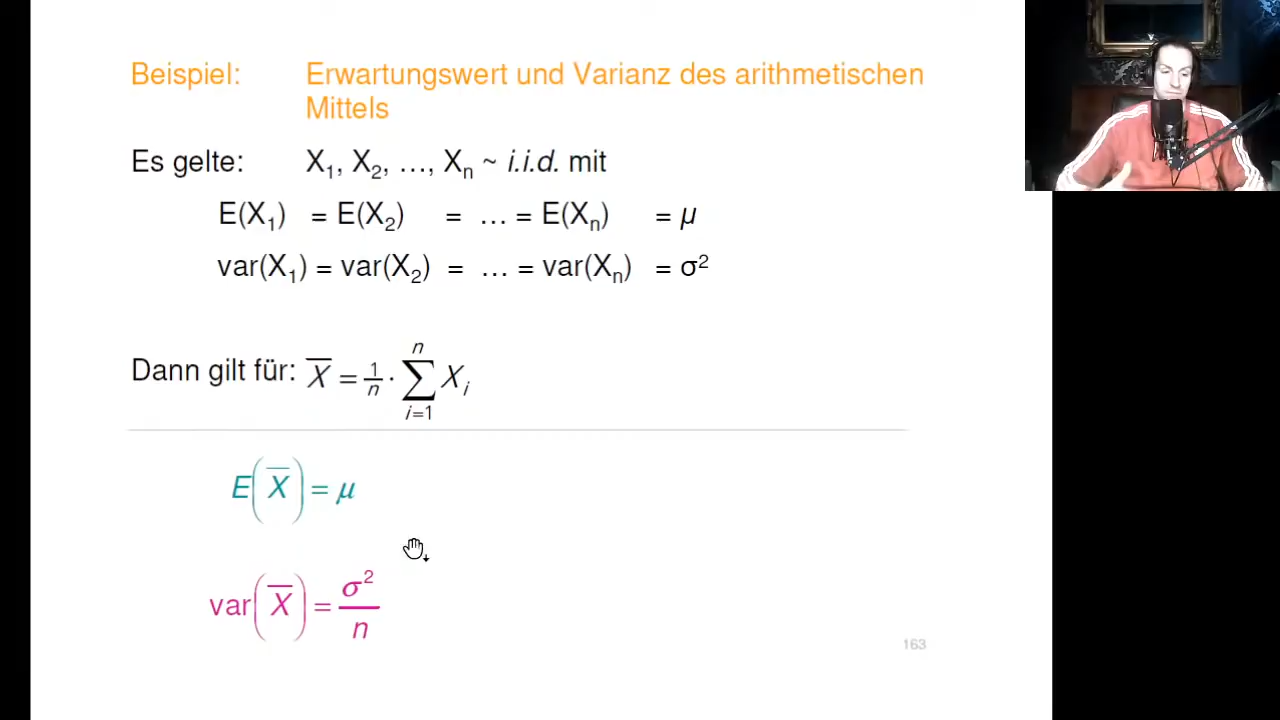 Beispiel: Erwartungswert und Varianz des arithmetischen
Mittels
Es gelte: X₁, X₂, …, Xₙ ~ i.i.d. mit
E(X₁) = E(X₂) = … = E(Xₙ) = μ
var(X₁) = var(X₂) = … = var(Xₙ) = σ²
Dann gilt für: X̅ = 1/n · ∑ᵢ₌₁ⁿ Xᵢ
E(X̅) = μ
var(X̅) = σ²/n
163